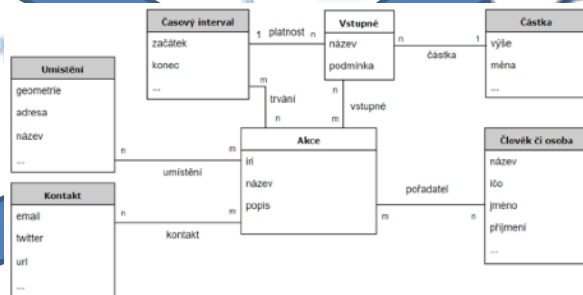 Časový interval
začátek
konec
...
1
platnost
n
Vstupné
název
podmínka
n
1
částka
Částka
výše
měna
...
Umístění
geometrie
adresa
název
...
m
trvání
n
n
vstupné
m
Akce
iri
název
popis
n
m
umístění
Kontakt
email
twitter
url
...
n
m
kontakt
pořadatel
m
n
Člověk či osoba
název
ičo
jméno
příjmení
...